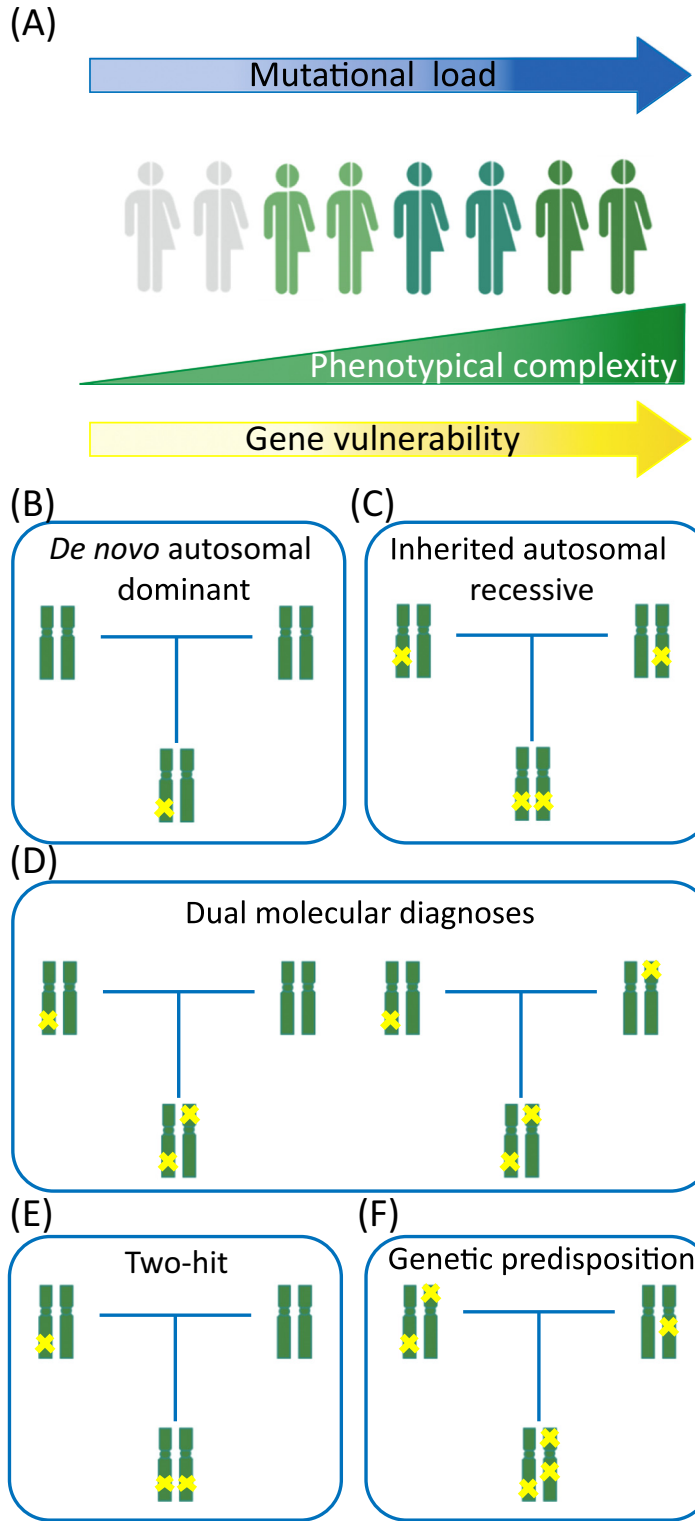 (A)
Mutational load
Phenotypical complexity
Gene vulnerability
(B)
De novo autosomal
dominant
(C)
Inherited autosomal
recessive
(D)
Dual molecular diagnoses
(E)
Two-hit
(F)
Genetic predisposition